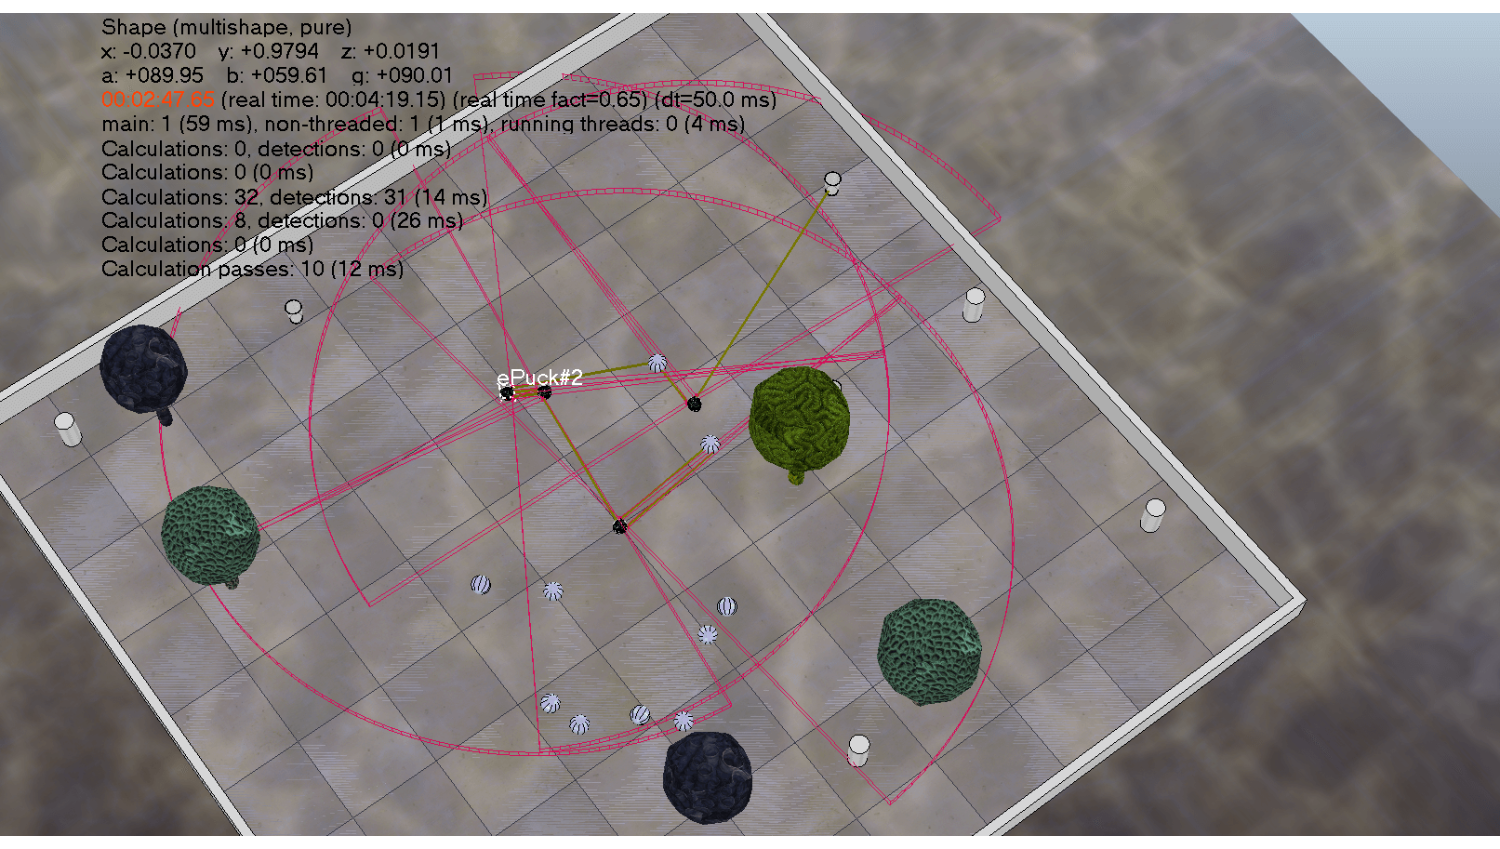 Shape (multishape, pure)
x: -0.0370 y: +0.9794 z: +0.0191
a: +089.95 b: +059.61 g: +090.01
00:02:47.65 (real time: 00:04:19.15) (real time fact=0.65) (dt=50.0 ms)
main: 1 (59 ms), non-threaded: 1 (1 ms), running threads: 0 (4 ms)
Calculations: 0, detections: 0 (0 ms)
Calculations: 0 (0 ms)
Calculations: 32, detections: 31 (14 ms)
Calculations: 8, detections: 0 (26 ms)
Calculations: 0 (0 ms)
Calculation passes: 10 (12 ms)
ePuck#2